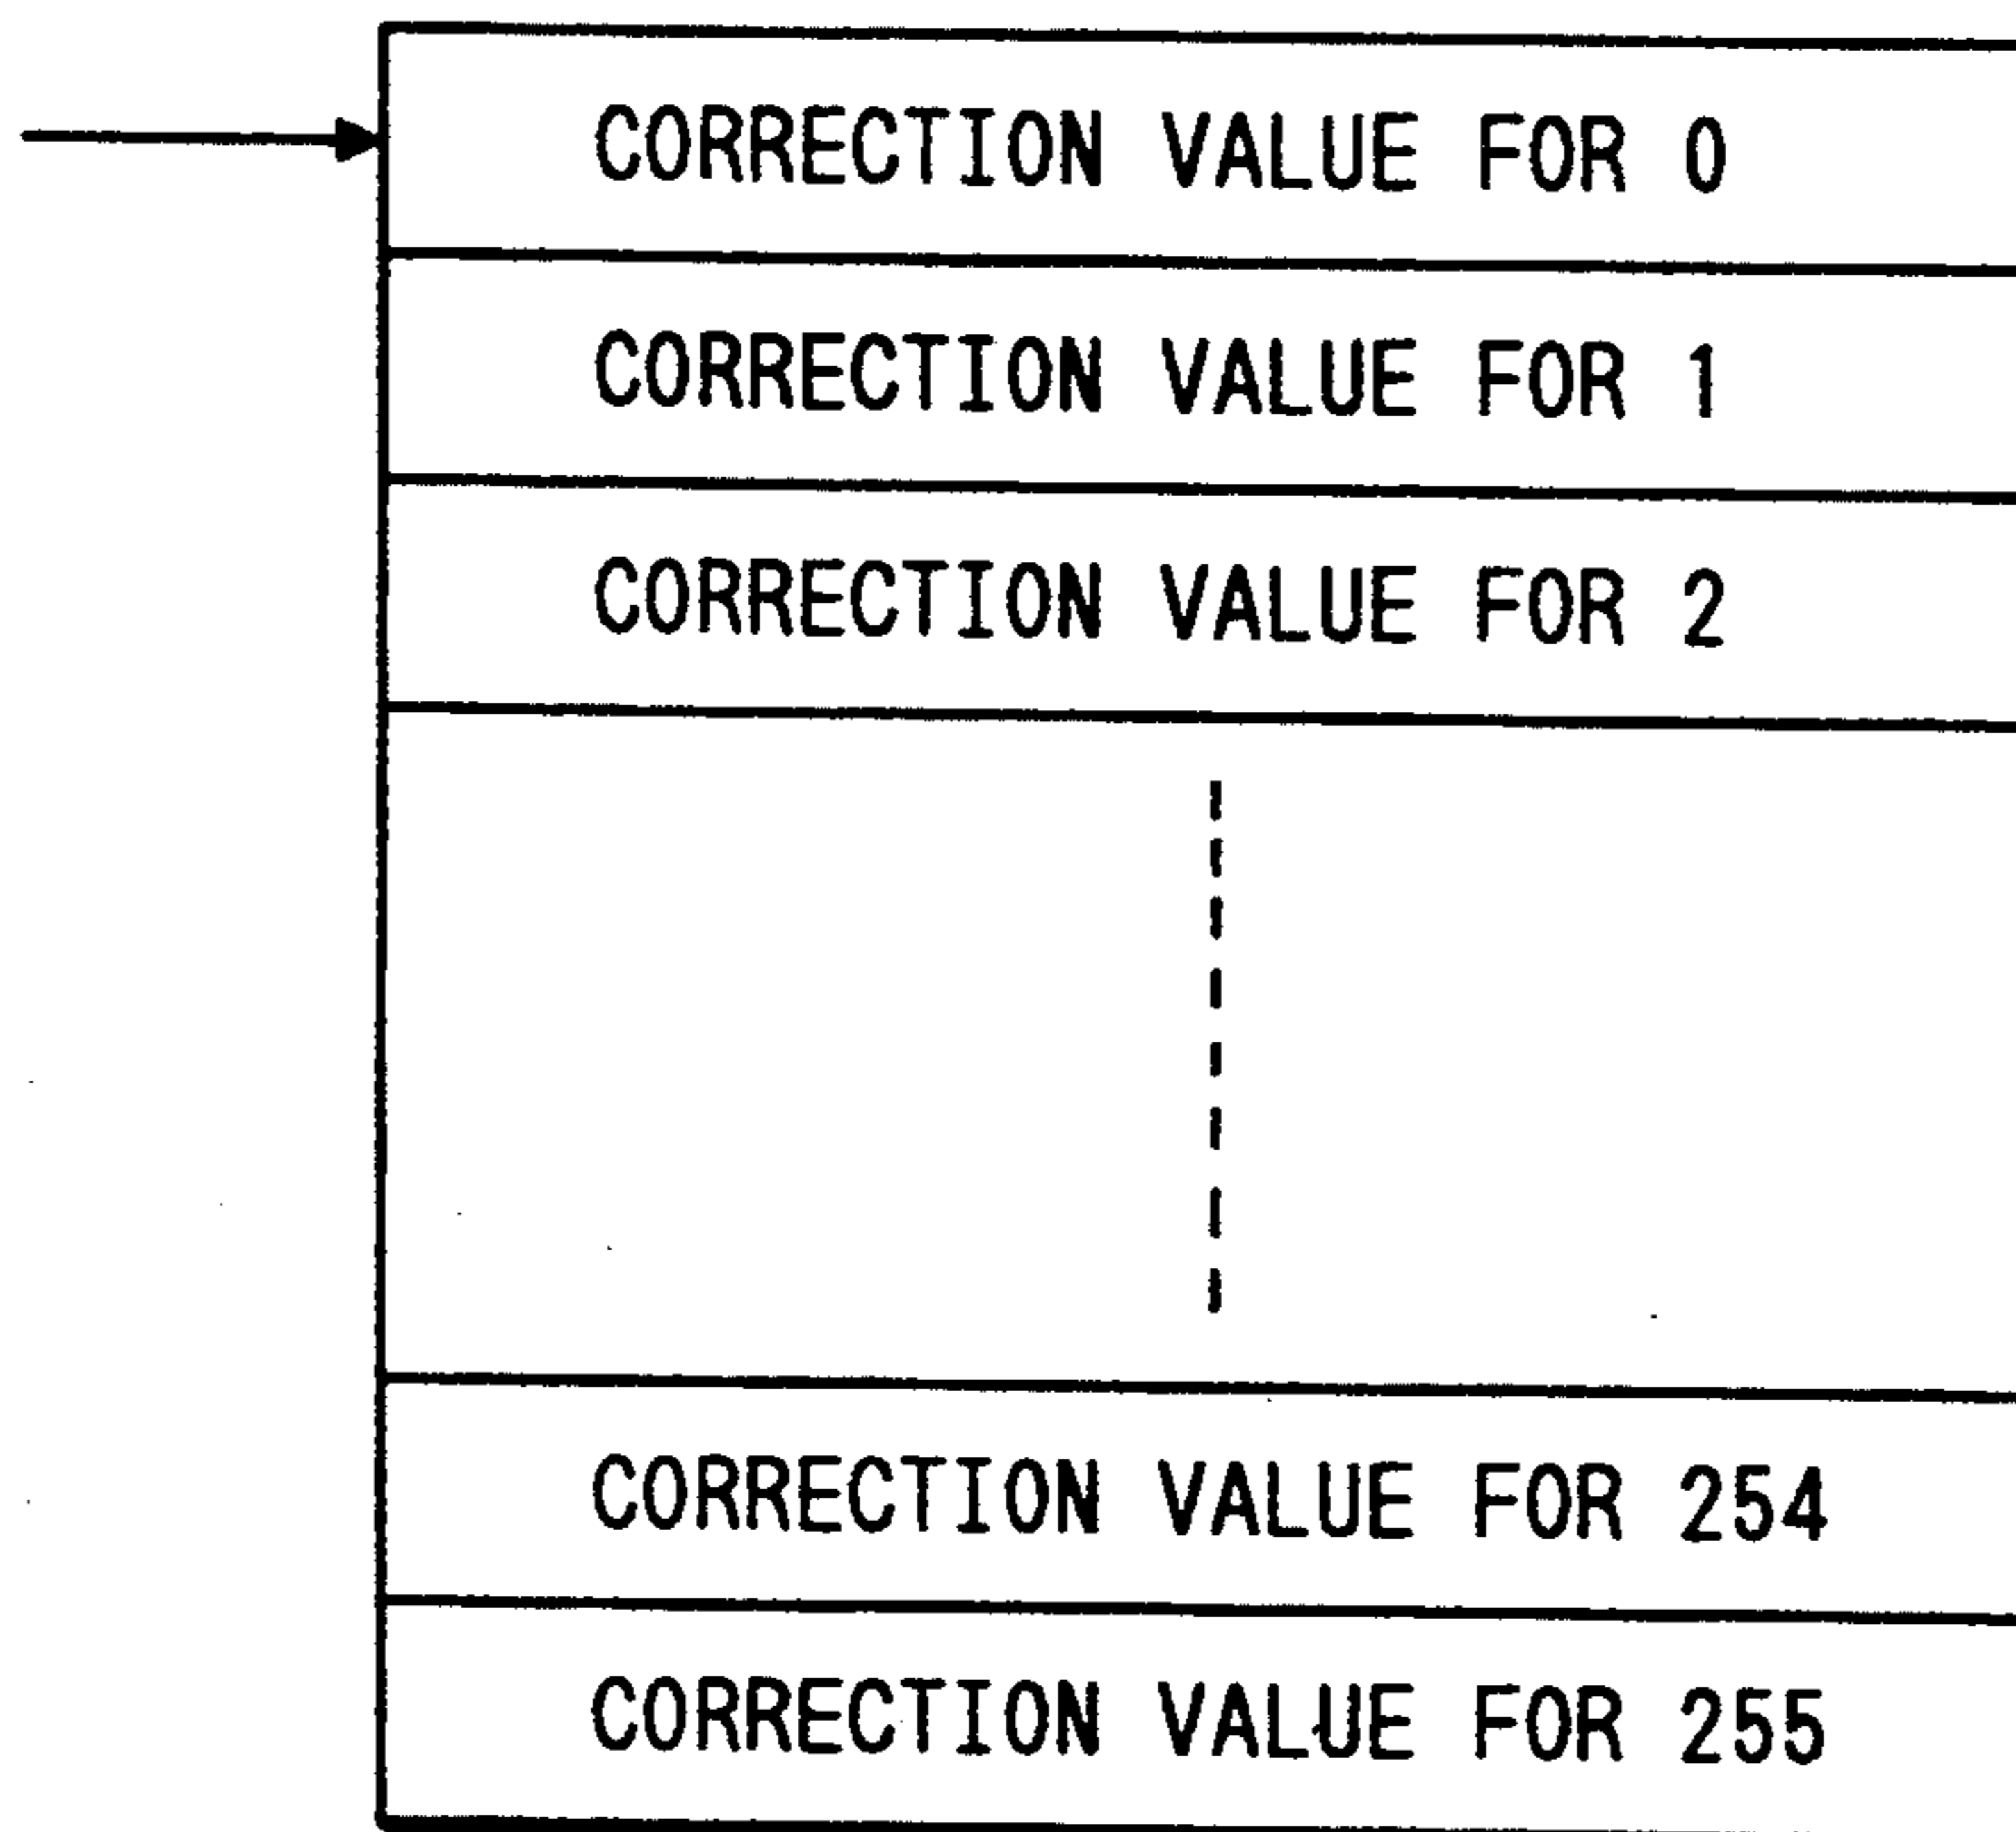 CORRECTION VALUE FOR 0
CORRECTION VALUE FOR 1
CORRECTION VALUE FOR 2
CORRECTION VALUE FOR 254
CORRECTION VALUE FOR 255